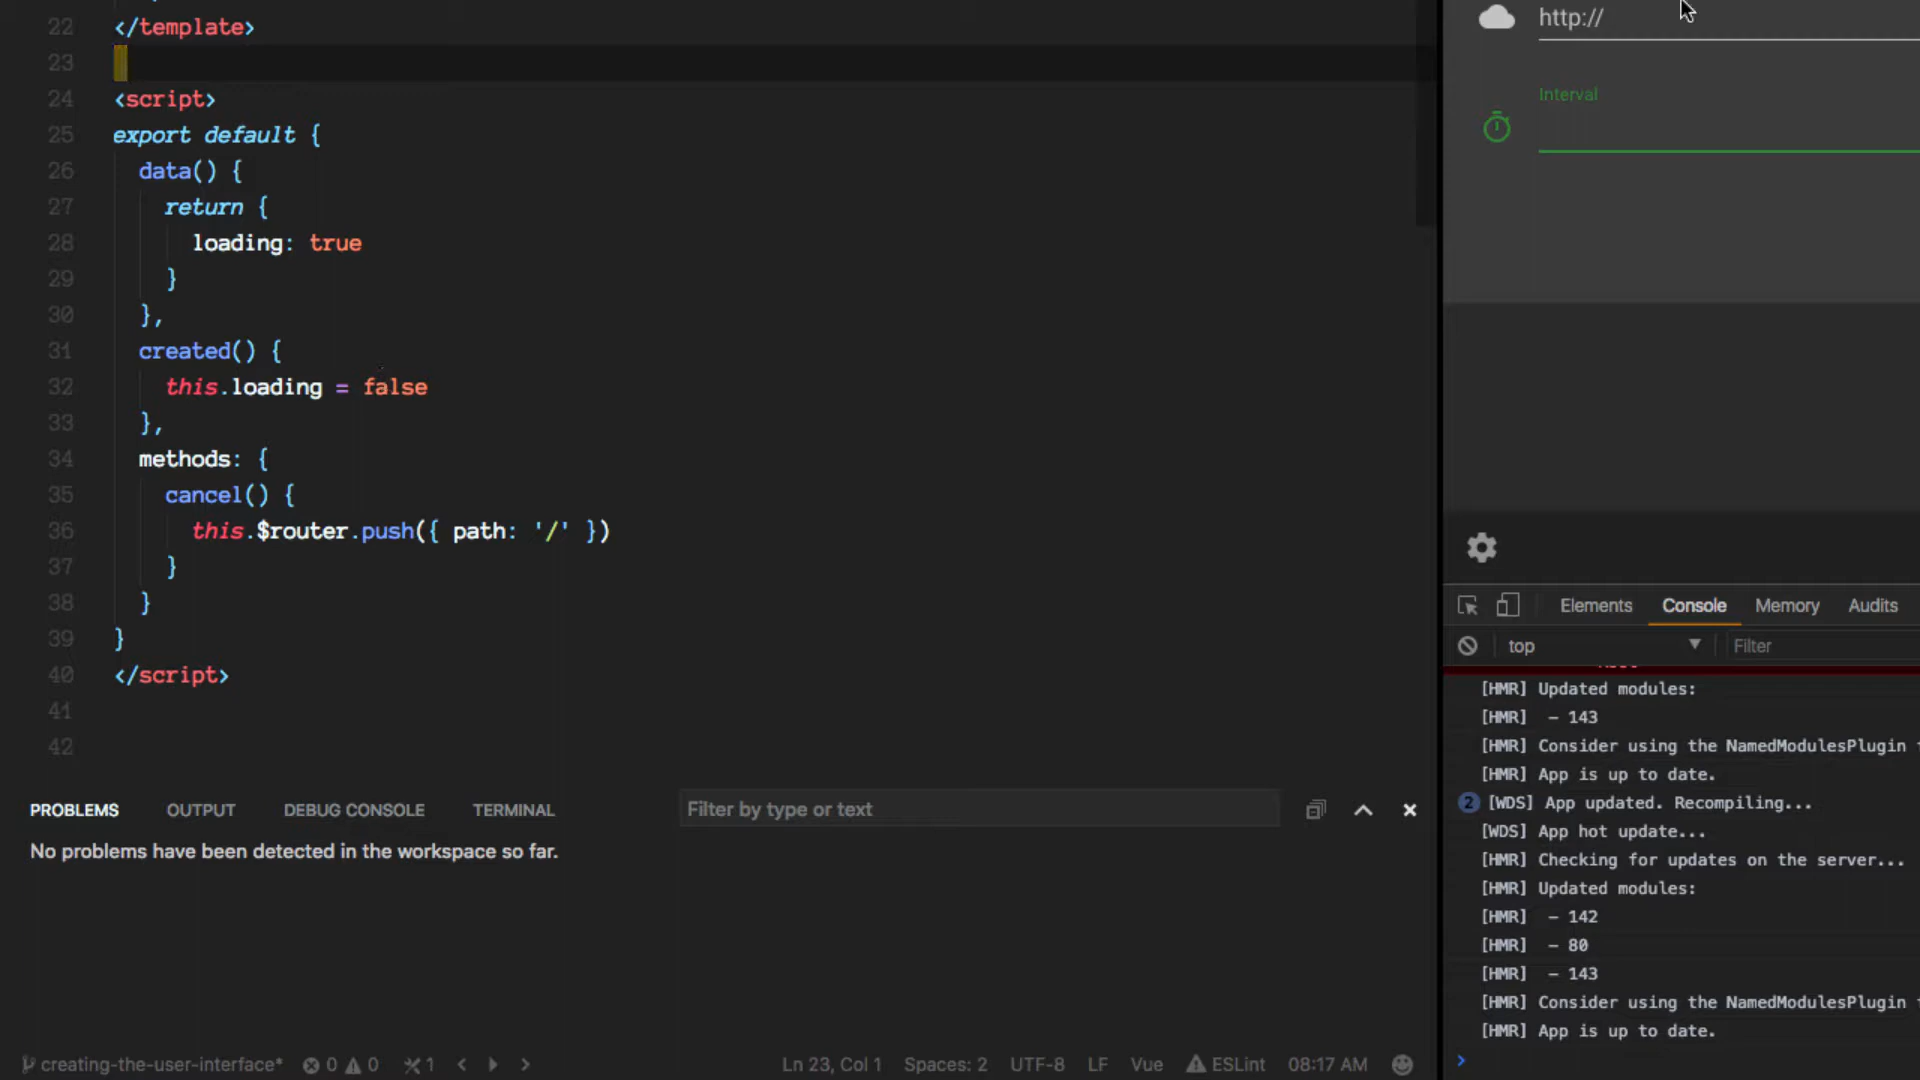 22 </template>
23
24 <script>
25 export default {
26 data() {
27 return {
28 loading: true
29 }
30 },
31 created() {
32 this.loading = false
33 },
34 methods: {
35 cancel() {
36 this.$router.push({ path: '/' })
37 }
38 }
39 }
40 </script>
41
42
PROBLEMS OUTPUT DEBUG CONSOLE TERMINAL Filter by type or text
No problems have been detected in the workspace so far.
creating-the-user-interface* 0 0 1 Ln 23, Col 1 Spaces: 2 UTF-8 LF Vue ESLint 08:17 AM
http://
Interval
Elements Console Memory Audits
top Filter
[HMR] Updated modules:
[HMR] - 143
[HMR] Consider using the NamedModulesPlugin
[HMR] App is up to date.
2 [WDS] App updated. Recompiling...
[WDS] App hot update...
[HMR] Checking for updates on the server...
[HMR] Updated modules:
[HMR] - 142
[HMR] - 80
[HMR] - 143
[HMR] Consider using the NamedModulesPlugin
[HMR] App is up to date.